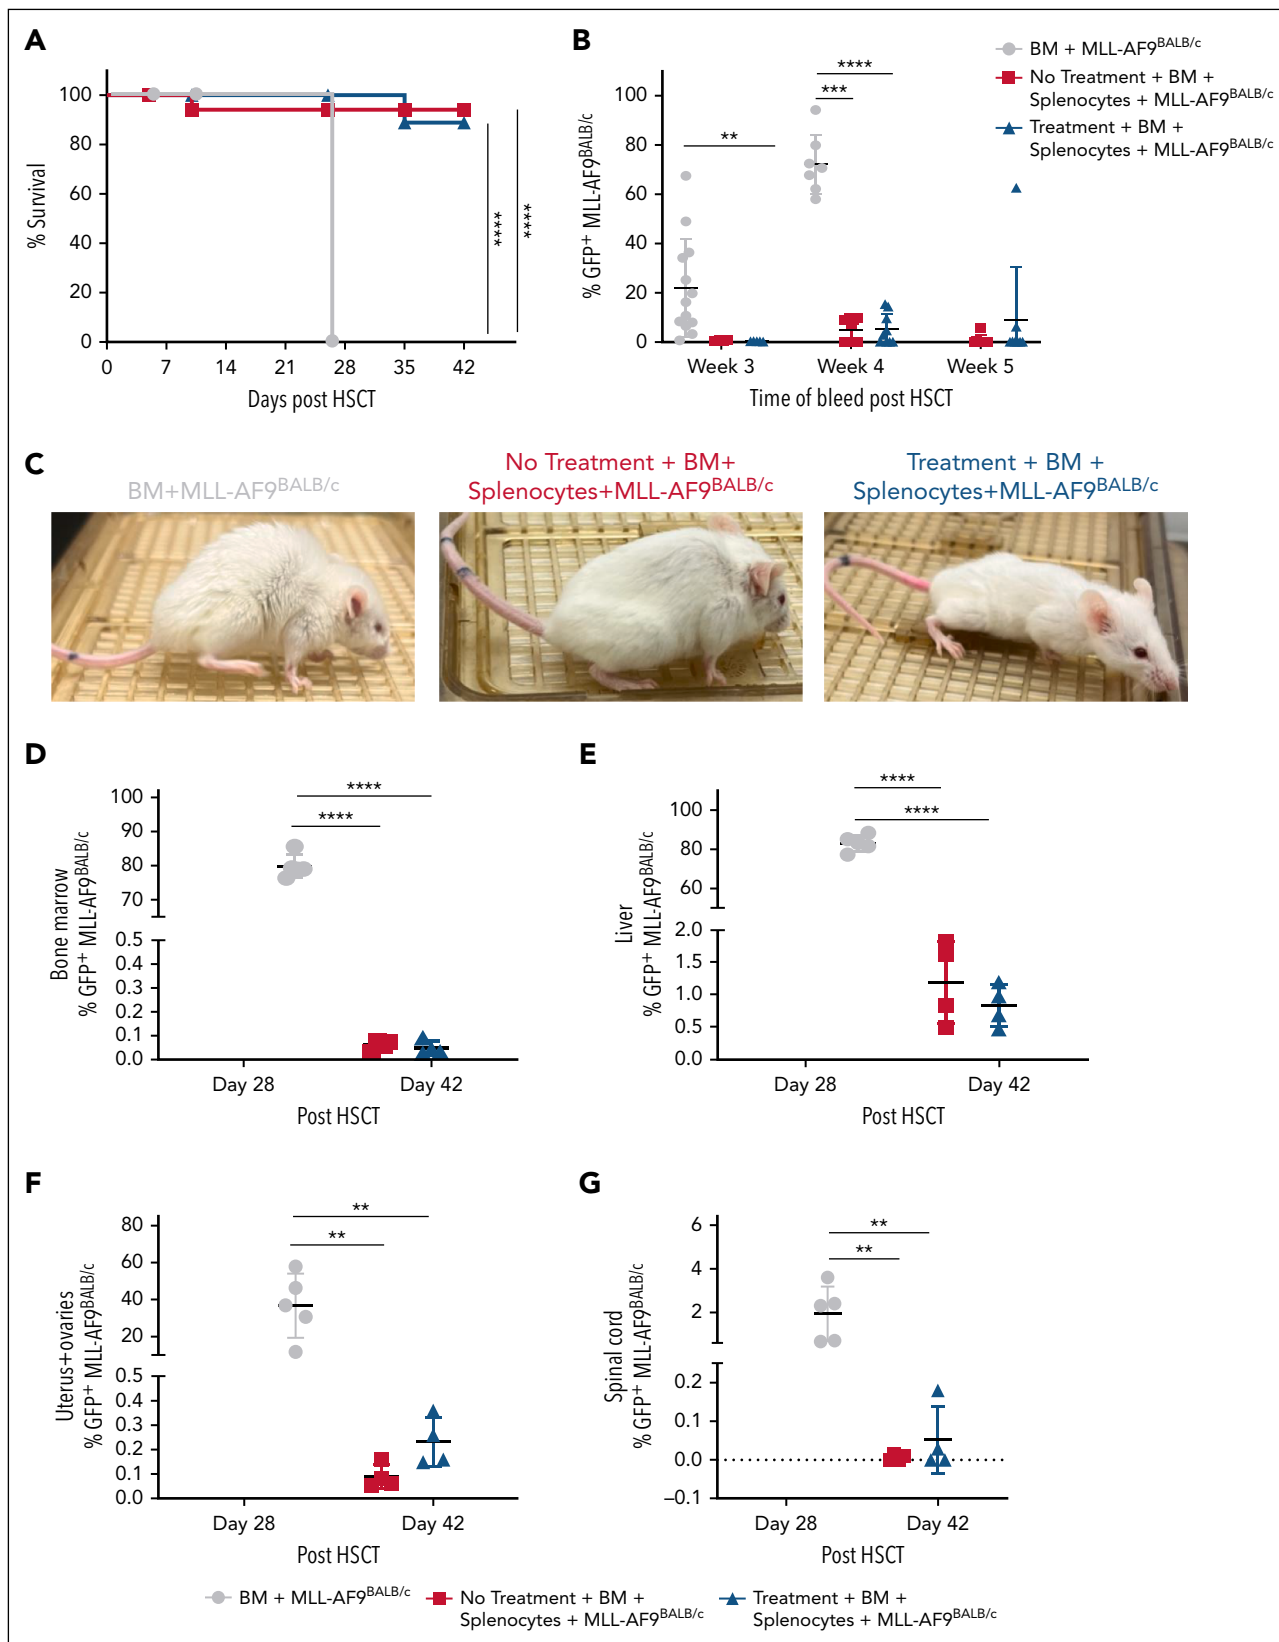 A
% Survival
100
80
60
40
20
0
0 7 14 21 28 35 42
Days post HSCT
****
****
B
% GFP+ MLL-AF9BALB/c
100
80
60
40
20
0
**
***
****
Week 3 Week 4 Week 5
Time of bleed post HSCT
BM + MLL-AF9BALB/c
No Treatment + BM +
Splenocytes + MLL-AF9BALB/c
Treatment + BM +
Splenocytes + MLL-AF9BALB/c
C
BM+MLL-AF9BALB/c
No Treatment + BM+
Splenocytes+MLL-AF9BALB/c
Treatment + BM +
Splenocytes+MLL-AF9BALB/c
D
Bone marrow
% GFP+ MLL-AF9BALB/c
100
90
80
70
0.5
0.4
0.3
0.2
0.1
0.0
****
****
Day 28 Day 42
Post HSCT
E
Liver
% GFP+ MLL-AF9BALB/c
100
80
60
2.0
1.5
1.0
0.5
0.0
****
****
Day 28 Day 42
Post HSCT
F
Uterus+ovaries
% GFP+ MLL-AF9BALB/c
80
60
40
20
0.5
0.4
0.3
0.2
0.1
0.0
**
**
Day 28 Day 42
Post HSCT
G
Spinal cord
% GFP+ MLL-AF9BALB/c
6
4
2
0.2
0.1
0.0
–0.1
**
**
Day 28 Day 42
Post HSCT
BM + MLL-AF9BALB/c
No Treatment + BM +
Splenocytes + MLL-AF9BALB/c
Treatment + BM +
Splenocytes + MLL-AF9BALB/c